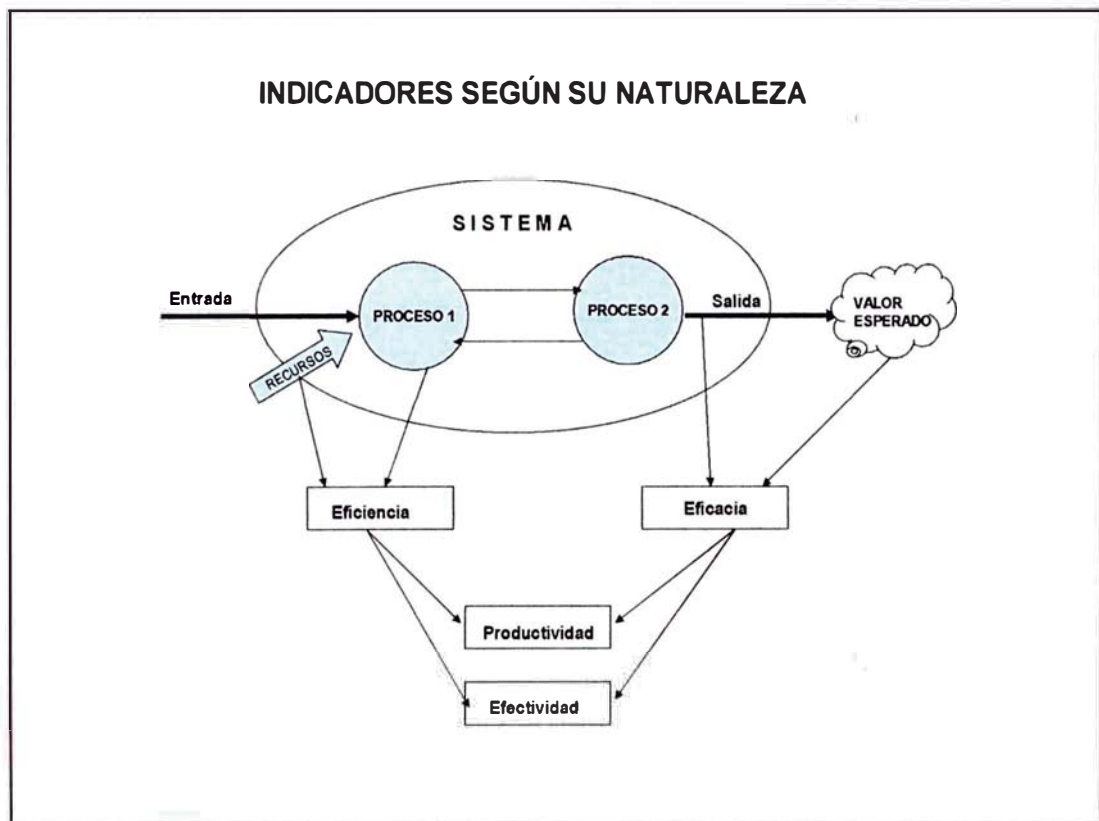 INDICADORES SEGÚN SU NATURALEZA
SISTEMA
Entrada
PROCESO 1
PROCESO 2
Salida
VALOR
ESPERADO
RECURSOS
Eficiencia
Eficacia
Productividad
Efectividad